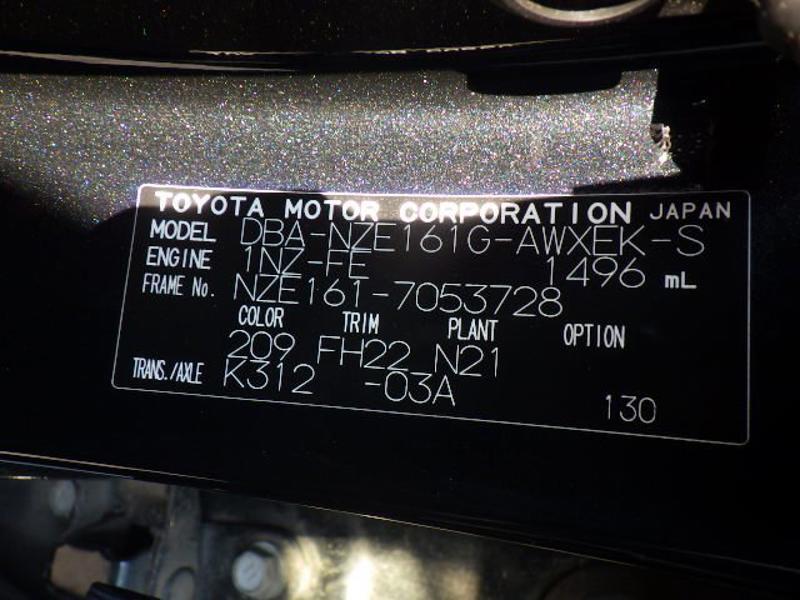 TOYOTA MOTOR CORPORATION JAPAN
MODEL DBA-NZE161G-AWXEK-S
ENGINE 1NZ-FE 1496 mL
FRAME No. NZE161-7053728
COLOR TRIM PLANT OPTION
209 FH22 N21
TRANS./AXLE K312 -03A
130